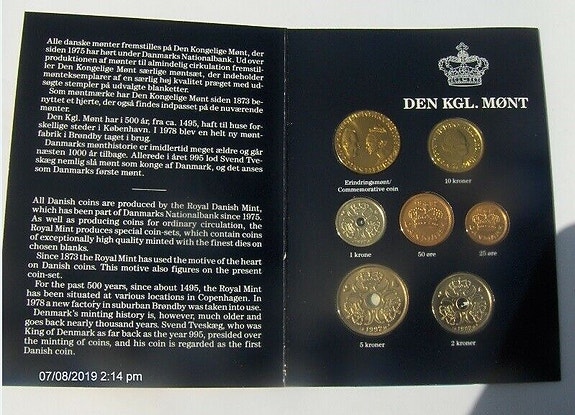 Alle danske mønter fremstilles på Den Kongelige Mønt, der
siden 1975 har hørt under Danmarks Nationalbank. Ud over
produktionen af mønter til almindelig cirkulation fremstil-
ler Den Kongelige Mønt særlige møntsæt, der indeholder
mønteksemplarer af en særlig høj kvalitet præget med ud-
søgte stempler på udvalgte blanketter.
Som møntmærke har Den Kongelige Mønt siden 1873 be-
nyttet et hjerte, der også findes indpasset på de nuværende
mønter.
Den Kgl. Mønt har i 500 år, fra ca. 1495, haft til huse for-
skellige steder i København. I 1978 blev en helt ny mønt-
fabrik i Brøndby taget i brug.
Danmarks mønthistorie er imidlertid meget ældre og går
næsten 1000 år tilbage. Allerede i året 995 lod Svend Tve-
skæg nemlig slå mønt som konge af Danmark, og det anses
som Danmarks første mønt.
All Danish coins are produced by the Royal Danish Mint,
which has been part of Danmarks Nationalbank since 1975.
As well as producing coins for ordinary circulation, the
Royal Mint produces special coin-sets, which contain coins
of exceptionally high quality minted with the finest dies on
chosen blanks.
Since 1873 the Royal Mint has used the motive of the heart
on Danish coins. This motive also figures on the present
coin-set.
For the past 500 years, since about 1495, the Royal Mint
has been situated at various locations in Copenhagen. In
1978 a new factory in suburban Brøndby was taken into use.
Denmark's minting history is, however, much older and
goes back nearly thousand years. Svend Tveskæg, who was
King of Denmark as far back as the year 995, presided over
the minting of coins, and his coin is regarded as the first
Danish coin.
07/08/2019 2:14 pm
DEN KGL. MØNT
Erindringsmønt/
Commemorative coin
10 kroner
1 krone
50 øre
25 øre
1992
5 kroner
2 kroner